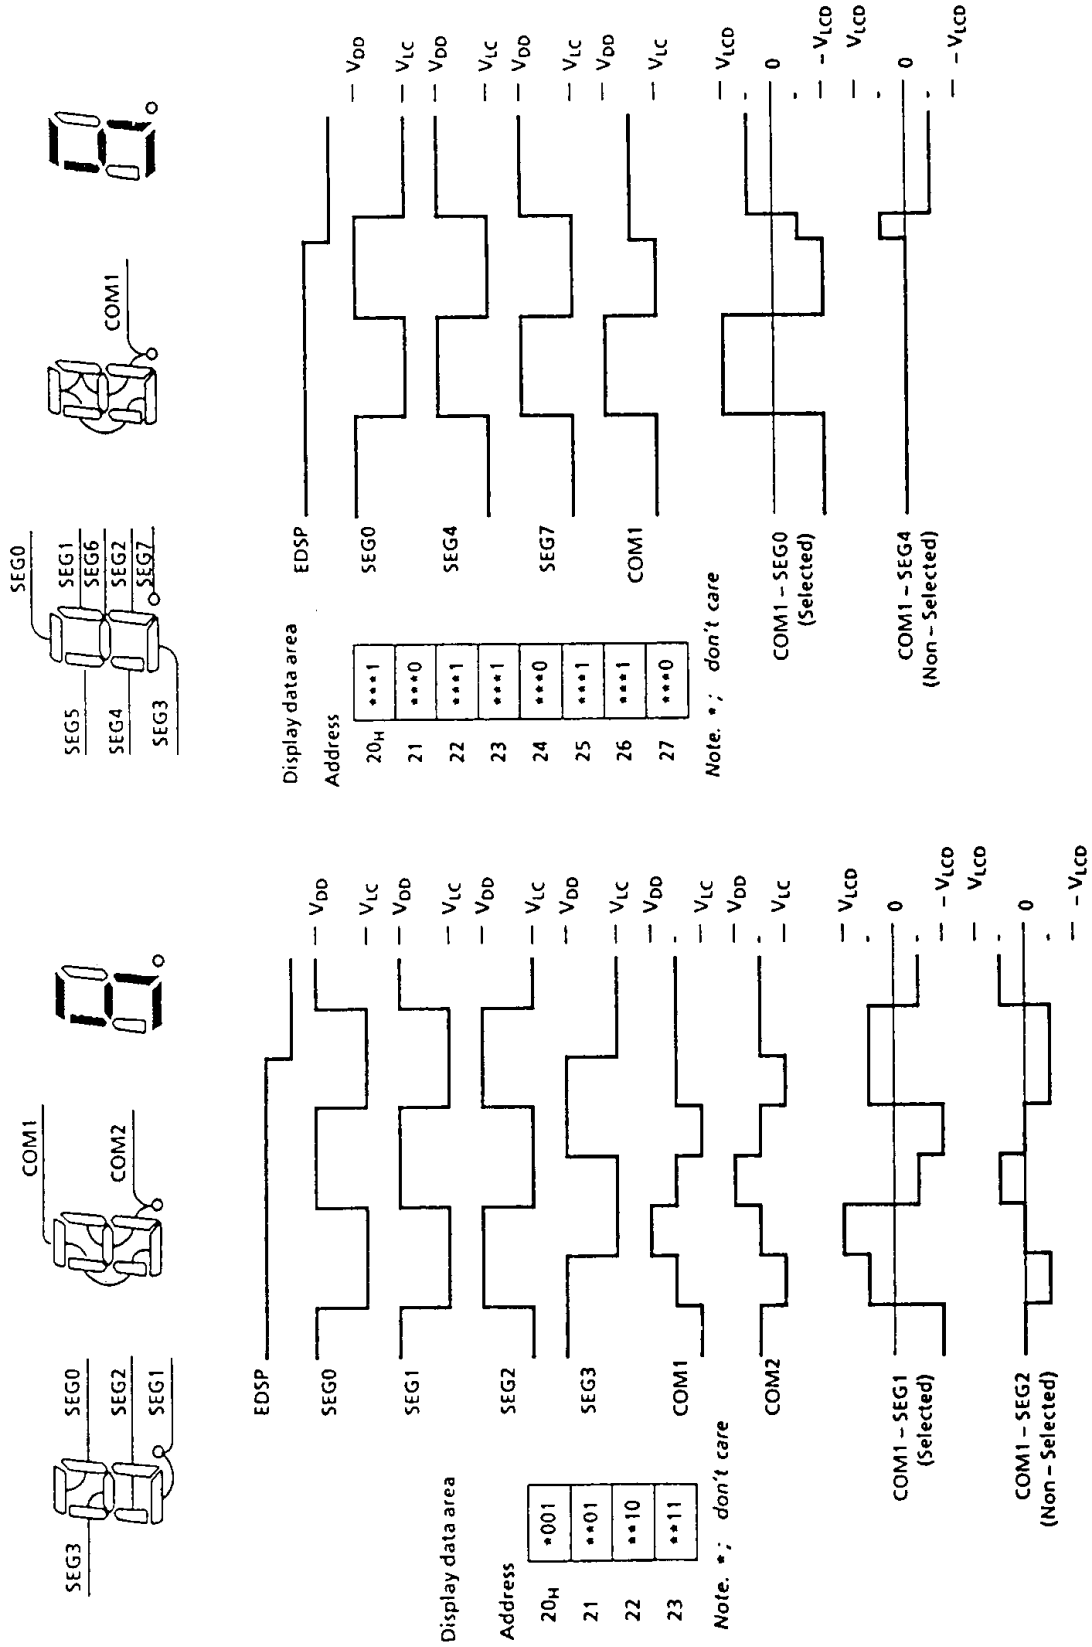 SEG3
SEG0
SEG2
SEG1
COM1
COM2
Display data area
Address
20H *001
21 **01
22 **10
23 **11
Note. *; don't care
EDSP
SEG0
VDD
VLC
SEG1
VDD
VLC
SEG2
VDD
VLC
SEG3
VDD
VLC
COM1
VDD
VLC
COM2
VDD
VLC
COM1 – SEG1
(Selected)
VLCD
0
– VLCD
COM1 – SEG2
(Non – Selected)
VLCD
0
– VLCD
SEG5
SEG4
SEG3
SEG0
SEG1
SEG6
SEG2
SEG7
COM1
Display data area
Address
20H ***1
21 ***0
22 ***1
23 ***1
24 ***0
25 ***1
26 ***1
27 ***0
Note. *; don't care
EDSP
SEG0
VDD
VLC
SEG4
VDD
VLC
SEG7
VDD
VLC
COM1
VDD
VLC
COM1 – SEG0
(Selected)
VLCD
0
– VLCD
COM1 – SEG4
(Non – Selected)
VLCD
0
– VLCD